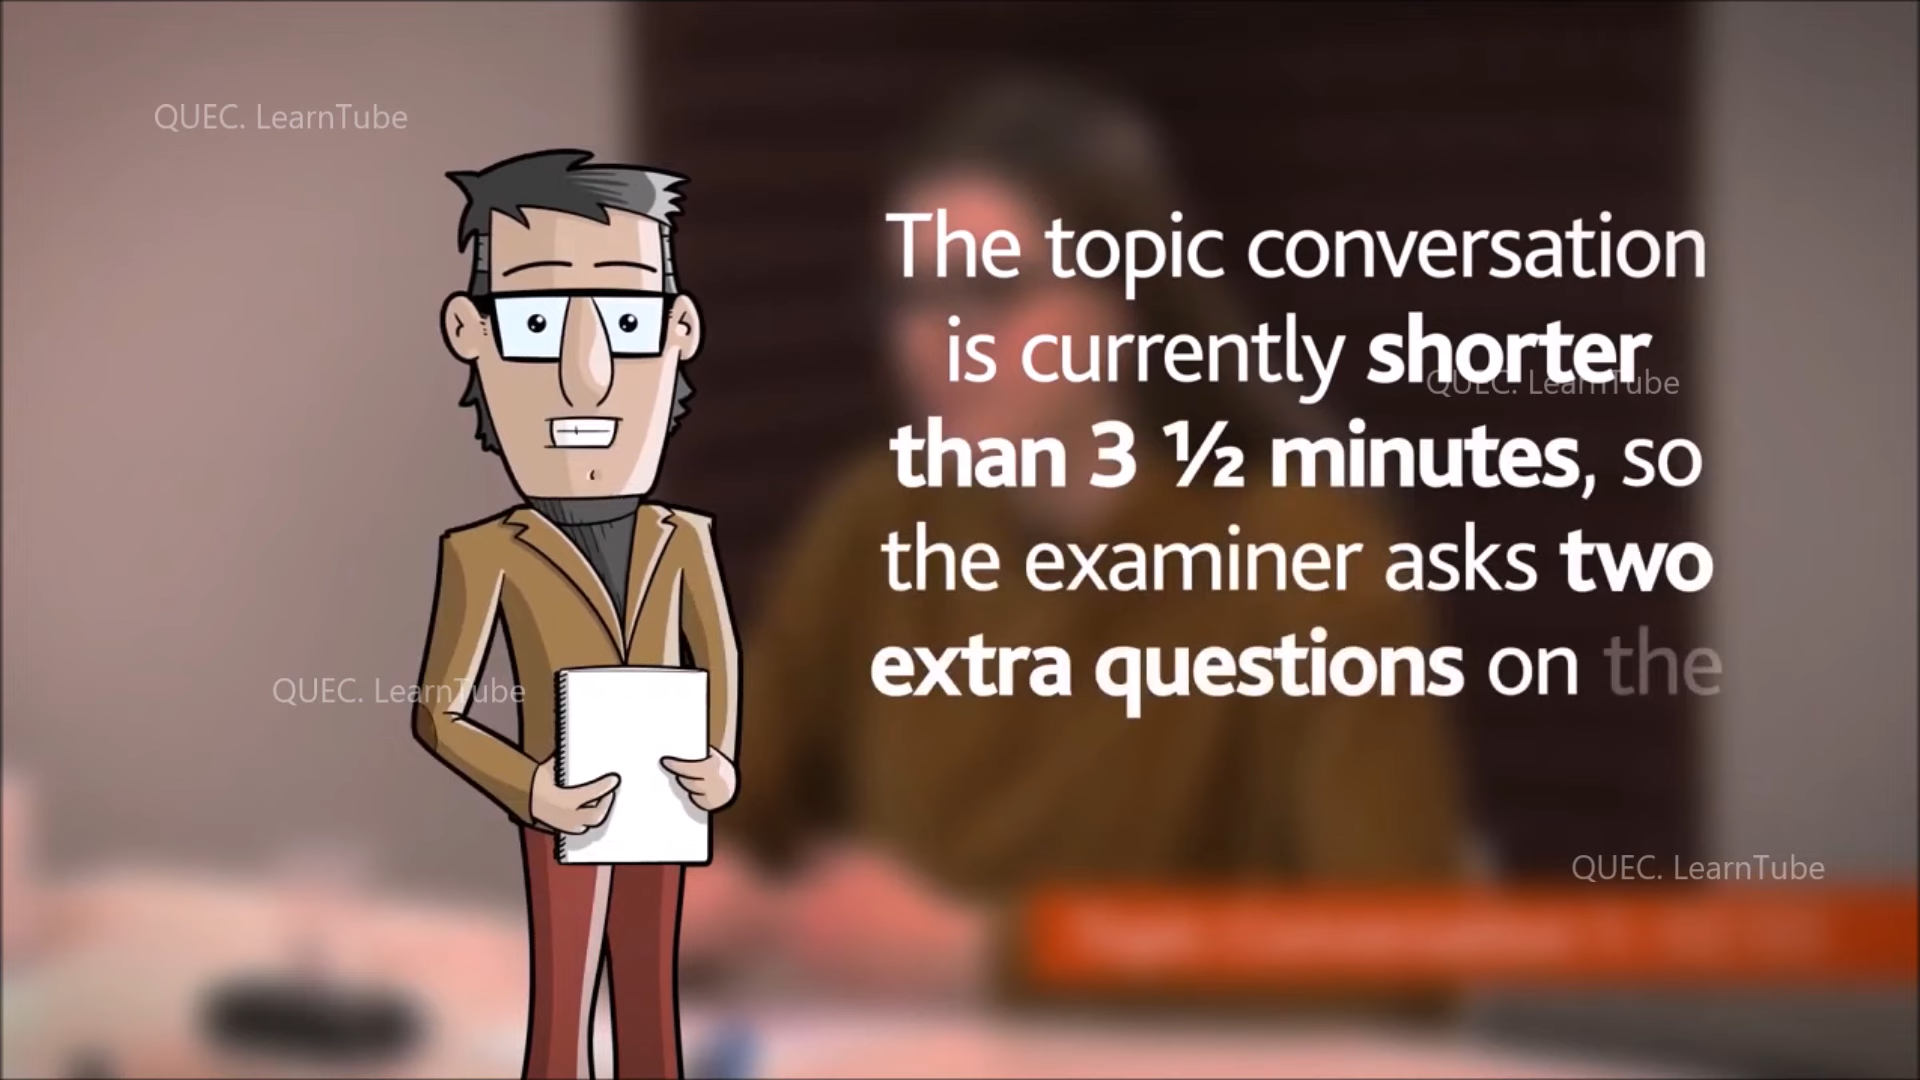 QUEC. LearnTube
The topic conversation
is currently shorter
QUEC. LearnTube
than 3 ½ minutes, so
the examiner asks two
extra questions on the
QUEC. LearnTube
QUEC. LearnTube